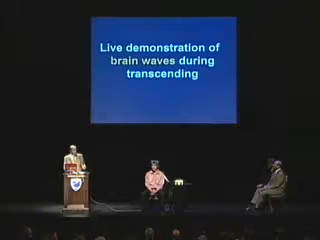 Live demonstration of
brain waves during
transcending